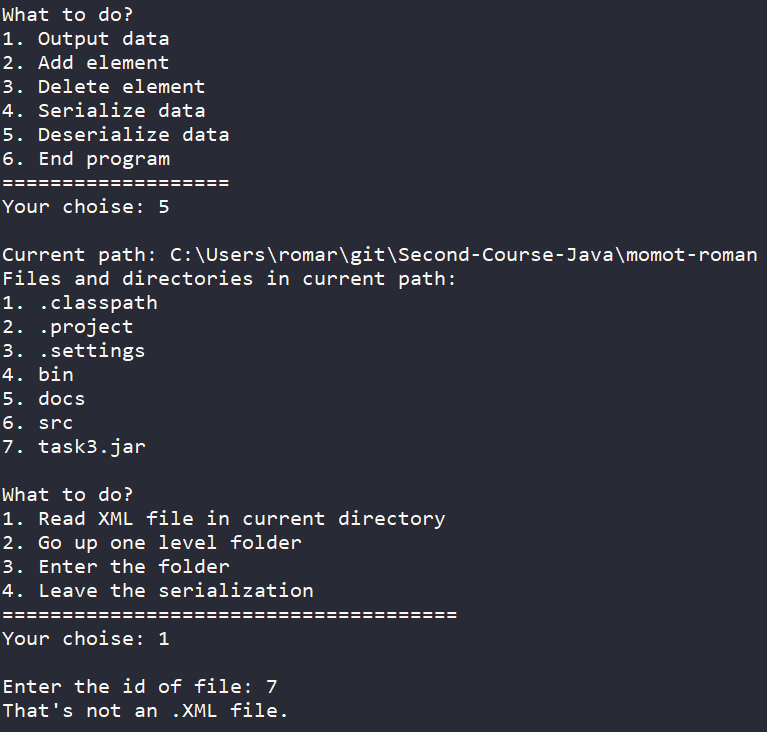 What to do?
1. Output data
2. Add element
3. Delete element
4. Serialize data
5. Deserialize data
6. End program
===================
Your choise: 5
Current path: C:\Users\romar\git\Second-Course-Java\momot-roman
Files and directories in current path:
1. .classpath
2. .project
3. .settings
4. bin
5. docs
6. src
7. task3.jar
What to do?
1. Read XML file in current directory
2. Go up one level folder
3. Enter the folder
4. Leave the serialization
======================================
Your choise: 1
Enter the id of file: 7
That's not an .XML file.